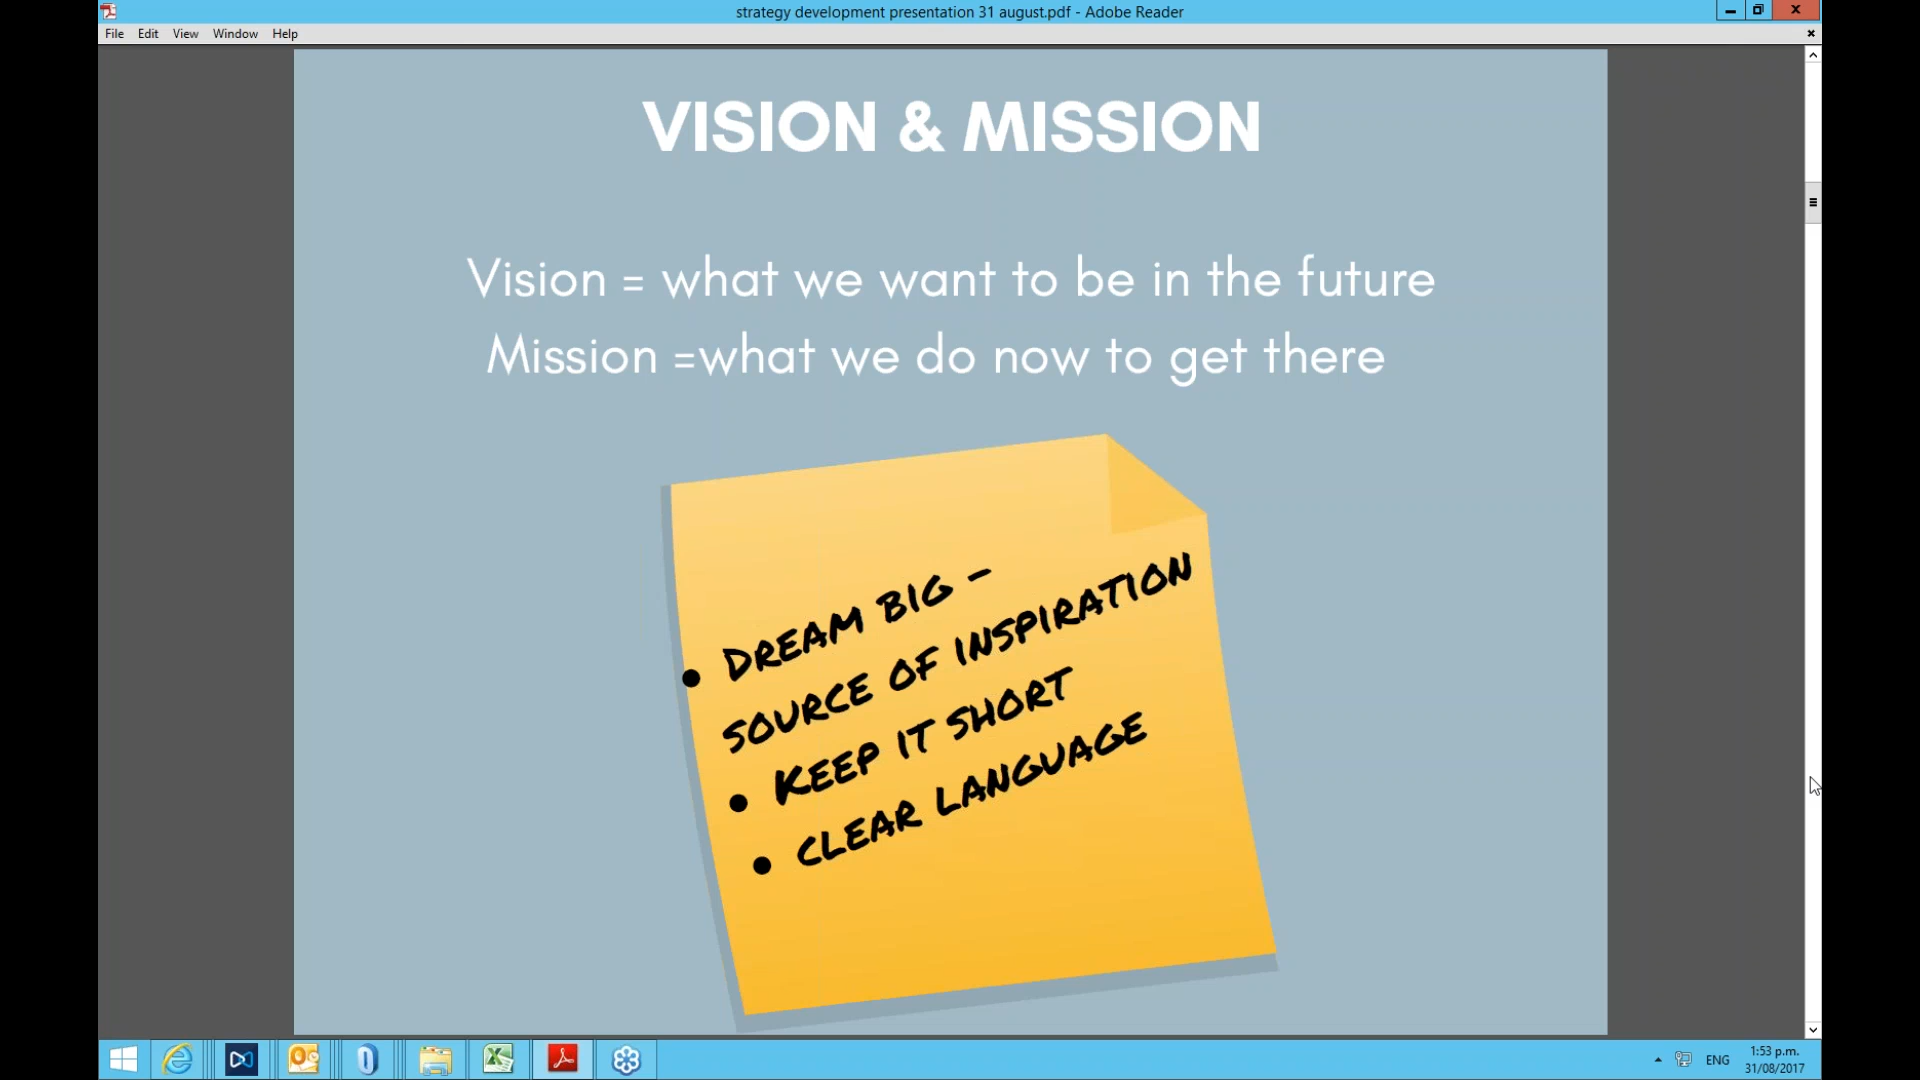 strategy development presentation 31 august.pdf - Adobe Reader
File Edit View Window Help
VISION & MISSION
Vision = what we want to be in the future
Mission =what we do now to get there
• DREAM BIG -
SOURCE OF INSPIRATION
• KEEP IT SHORT
• CLEAR LANGUAGE
ENG
1:53 p.m.
31/08/2017